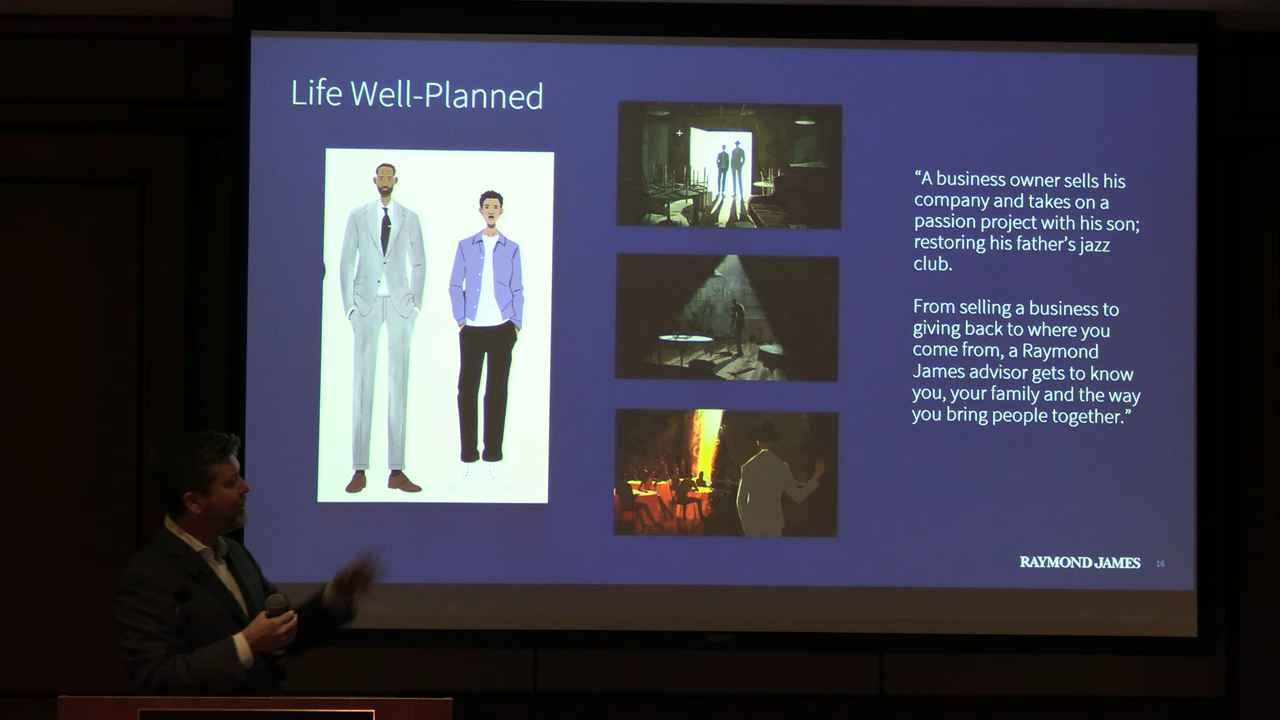 Life Well-Planned
“A business owner sells his
company and takes on a
passion project with his son;
restoring his father’s jazz
club.
From selling a business to
giving back to where you
come from, a Raymond
James advisor gets to know
you, your family and the way
you bring people together.”
RAYMOND JAMES 16